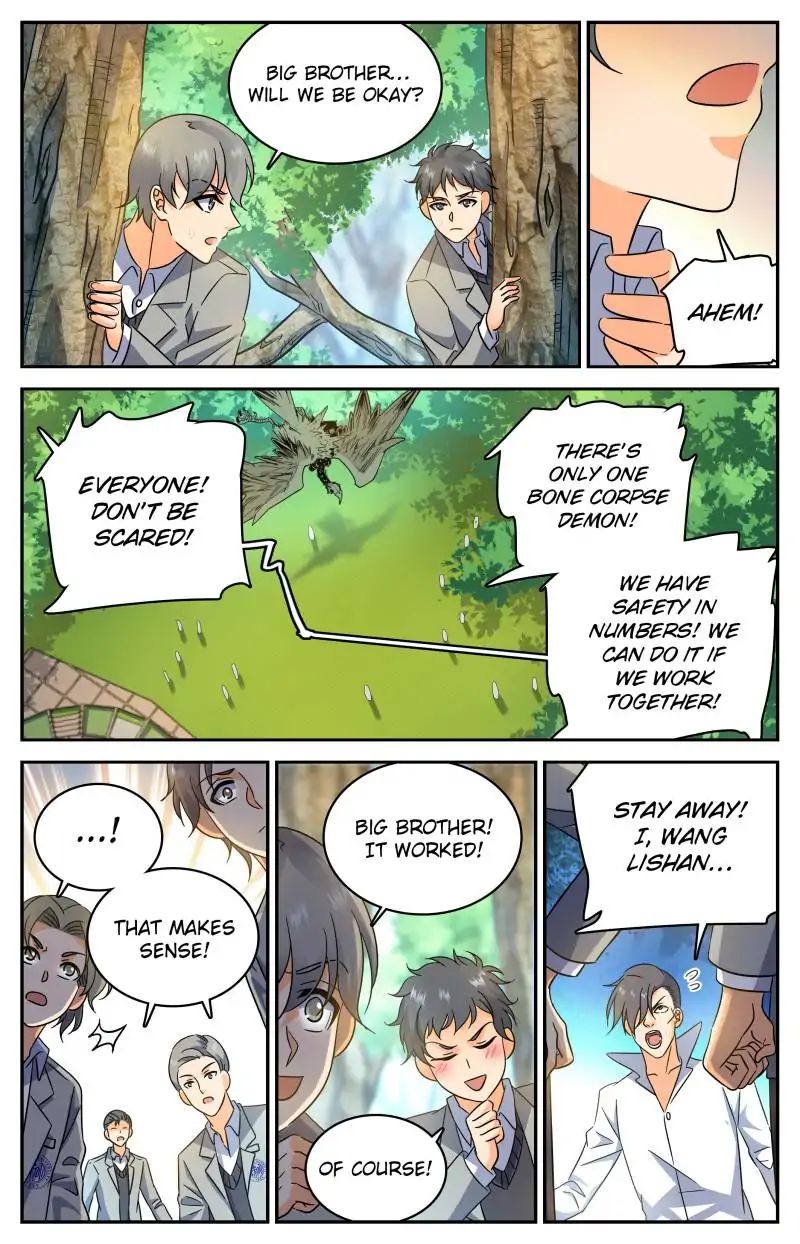 BIG BROTHER...
WILL WE BE OKAY?
AHEM!
EVERYONE!
DON'T BE
SCARED!
THERE'S
ONLY ONE
BONE CORPSE
DEMON!
WE HAVE
SAFETY IN
NUMBERS! WE
CAN DO IT IF
WE WORK
TOGETHER!
...!
THAT MAKES
SENSE!
BIG BROTHER!
IT WORKED!
OF COURSE!
STAY AWAY!
I, WANG
LISHAN...